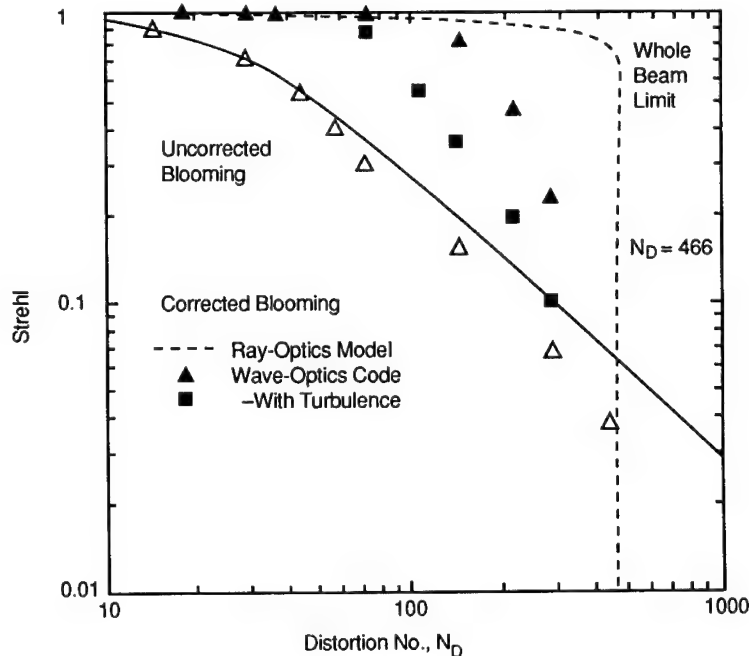 1
0.1
0.01
Strehl
Whole
Beam
Limit
Uncorrected
Blooming
N_D = 466
Corrected Blooming
Ray-Optics Model
Wave-Optics Code
–With Turbulence
10
100
1000
Distortion No., N_D